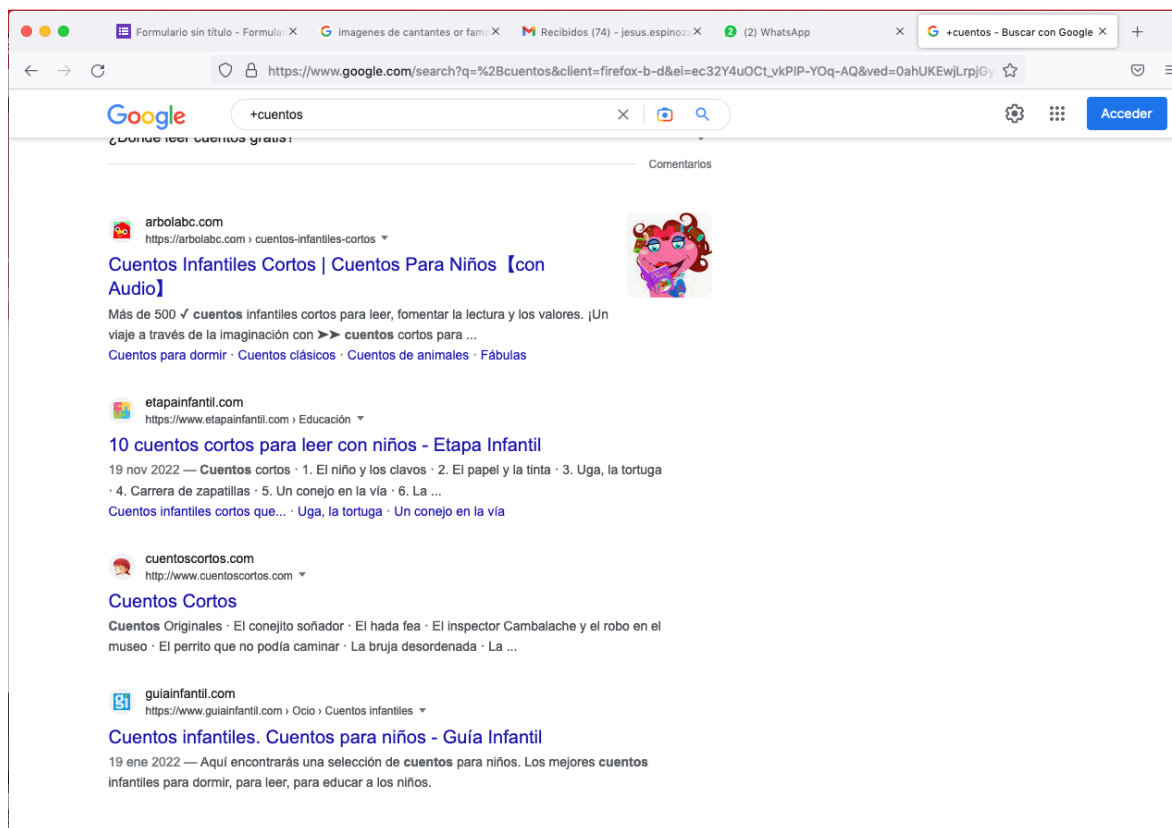 Formulario sin título - Formular
imagenes de cantantes or famo
Recibidos (74) - jesus.espinoza
2 (2) WhatsApp
+cuentos - Buscar con Google
https://www.google.com/search?q=%2Bcuentos&client=firefox-b-d&ei=ec32Y4uOCt_vkPIP-YOq-AQ&ved=0ahUKEwjLrpjGy
Google
+cuentos
Acceder
¿Dónde leer cuentos gratis?
Comentarios
arbolabc.com
https://arbolabc.com › cuentos-infantiles-cortos
Cuentos Infantiles Cortos | Cuentos Para Niños【con
Audio】
Más de 500 ✓ cuentos infantiles cortos para leer, fomentar la lectura y los valores. ¡Un
viaje a través de la imaginación con ➤➤ cuentos cortos para ...
Cuentos para dormir · Cuentos clásicos · Cuentos de animales · Fábulas
etapainfantil.com
https://www.etapainfantil.com › Educación
10 cuentos cortos para leer con niños - Etapa Infantil
19 nov 2022 — Cuentos cortos · 1. El niño y los clavos · 2. El papel y la tinta · 3. Uga, la tortuga
· 4. Carrera de zapatillas · 5. Un conejo en la vía · 6. La ...
Cuentos infantiles cortos que... · Uga, la tortuga · Un conejo en la vía
cuentoscortos.com
http://www.cuentoscortos.com
Cuentos Cortos
Cuentos Originales · El conejito soñador · El hada fea · El inspector Cambalache y el robo en el
museo · El perrito que no podía caminar · La bruja desordenada · La ...
guiainfantil.com
https://www.guiainfantil.com › Ocio › Cuentos infantiles
Cuentos infantiles. Cuentos para niños - Guía Infantil
19 ene 2022 — Aquí encontrarás una selección de cuentos para niños. Los mejores cuentos
infantiles para dormir, para leer, para educar a los niños.